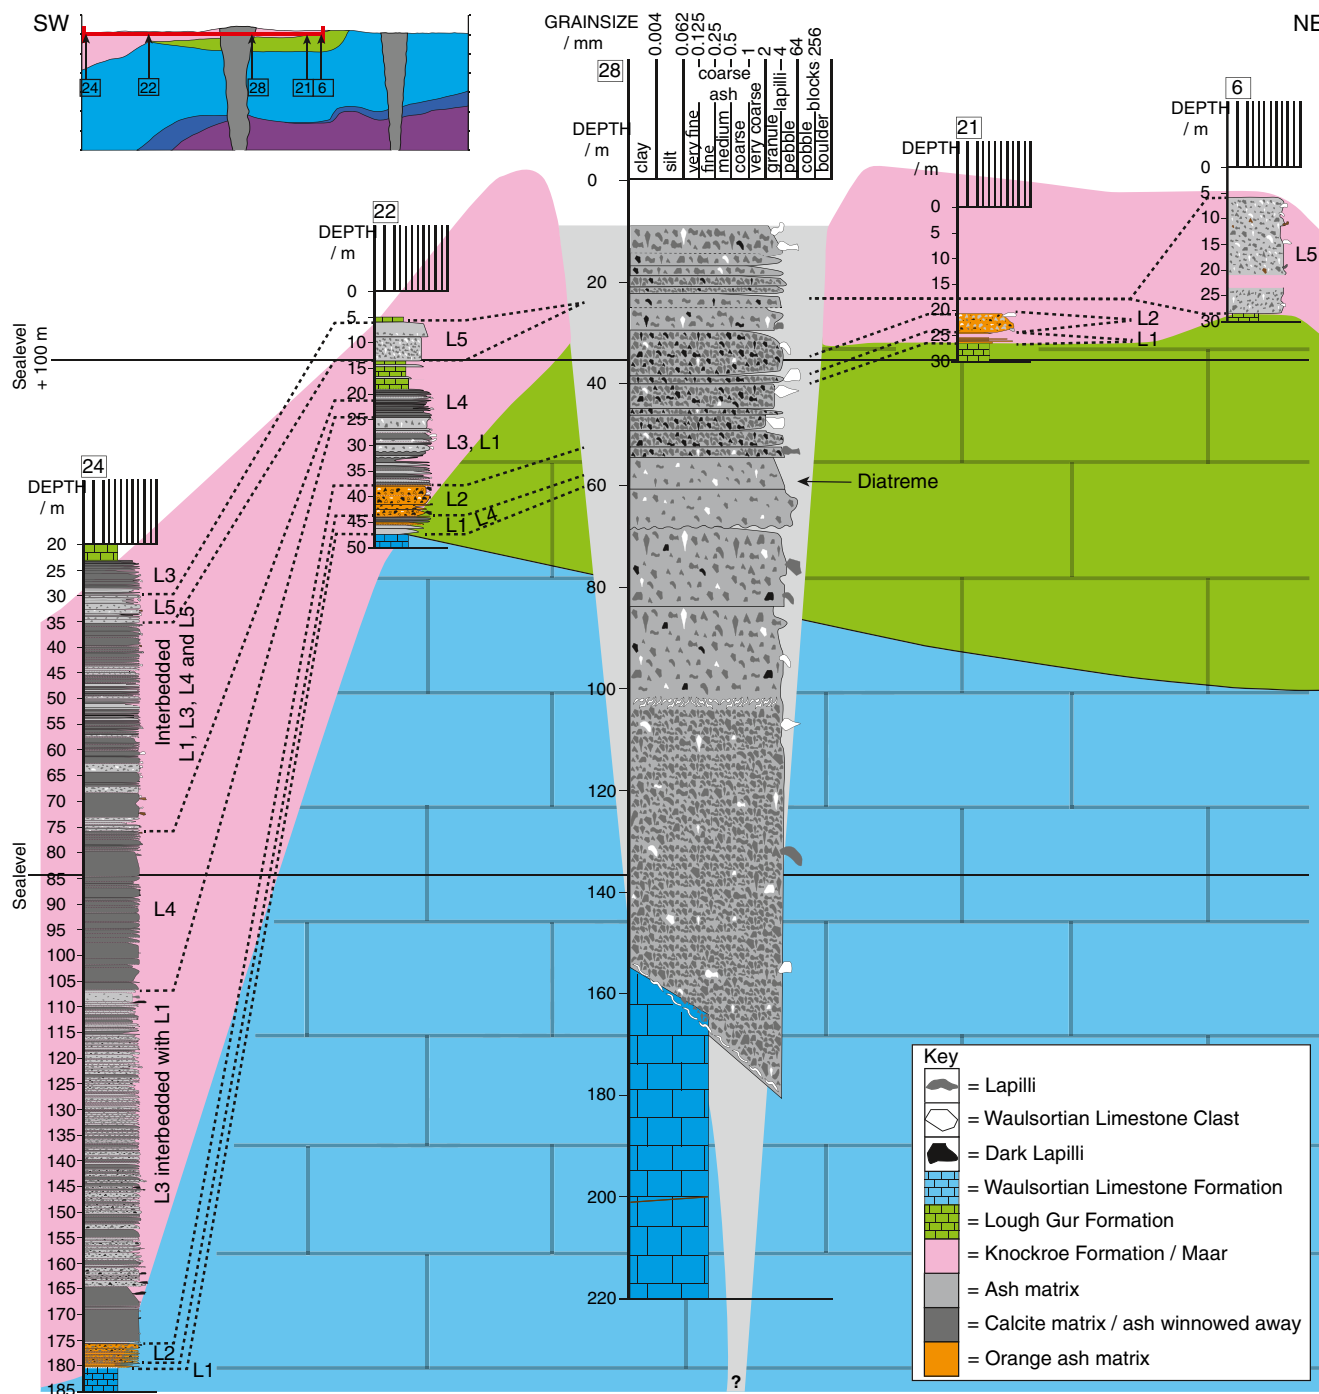 SW
NE
24
22
28
21
6
GRAINSIZE
/ mm
0.004
0.062
0.125
0.25
0.5
1
2
4
64
256
clay
silt
very fine
fine
medium
coarse
very coarse
granule
pebble
cobble
boulder
coarse
ash
lapilli
blocks
28
DEPTH
/ m
0
20
40
60
80
100
120
140
160
180
200
220
Diatreme
?
22
DEPTH
/ m
0
5
10
15
20
25
30
35
40
45
50
L5
L4
L3, L1
L2
L1
L4
21
DEPTH
/ m
0
5
10
15
20
25
30
L2
L1
6
DEPTH
/ m
0
5
10
15
20
25
30
L5
Sealevel
+ 100 m
Sealevel
24
DEPTH
/ m
20
25
30
35
40
45
50
55
60
65
70
75
80
85
90
95
100
105
110
115
120
125
130
135
140
145
150
155
160
165
170
175
180
185
L3
L5
Interbedded
L1, L3, L4 and L5
L4
L3 interbedded with L1
L2
L1
Key
= Lapilli
= Waulsortian Limestone Clast
= Dark Lapilli
= Waulsortian Limestone Formation
= Lough Gur Formation
= Knockroe Formation / Maar
= Ash matrix
= Calcite matrix / ash winnowed away
= Orange ash matrix